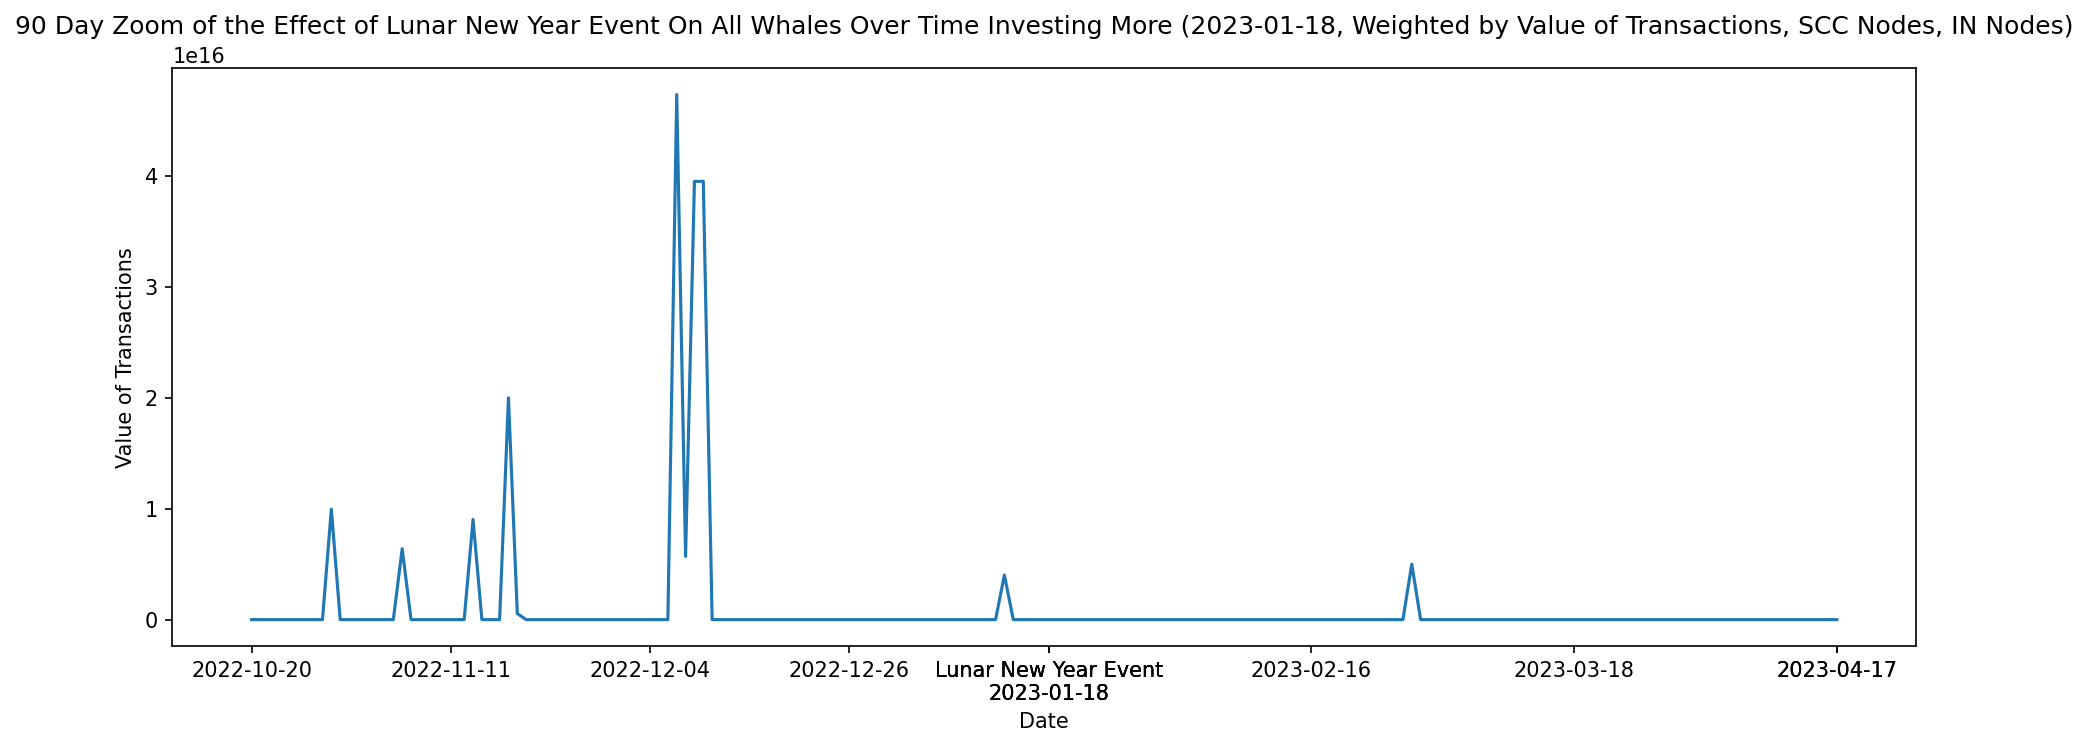 90 Day Zoom of the Effect of Lunar New Year Event On All Whales Over Time Investing More (2023-01-18, Weighted by Value of Transactions, SCC Nodes, IN Nodes)
1e16
4
3
2
1
0
Value of Transactions
2022-10-20
2022-11-11
2022-12-04
2022-12-26
Lunar New Year Event
2023-01-18
2023-02-16
2023-03-18
2023-04-17
Date